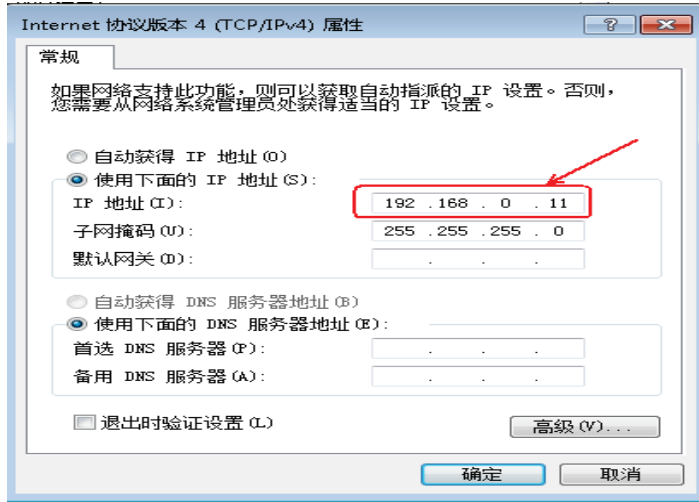 Internet 协议版本 4 (TCP/IPv4) 属性
常规
如果网络支持此功能，则可以获取自动指派的 IP 设置。否则，
您需要从网络系统管理员处获得适当的 IP 设置。
自动获得 IP 地址(O)
使用下面的 IP 地址(S):
IP 地址(I): 192 . 168 . 0 . 11
子网掩码(U): 255 . 255 . 255 . 0
默认网关(D): . . .
自动获得 DNS 服务器地址(B)
使用下面的 DNS 服务器地址(E):
首选 DNS 服务器(P): . . .
备用 DNS 服务器(A): . . .
退出时验证设置(L)
高级(V)...
确定 取消